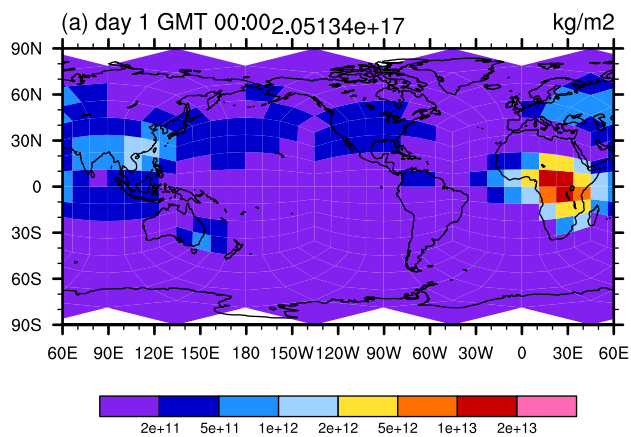 (a) day 1 GMT 00:00 2.05134e+17 kg/m2
90N
60N
30N
0
30S
60S
90S
60E 90E 120E 150E 180 150W 120W 90W 60W 30W 0 30E 60E
2e+11 5e+11 1e+12 2e+12 5e+12 1e+13 2e+13